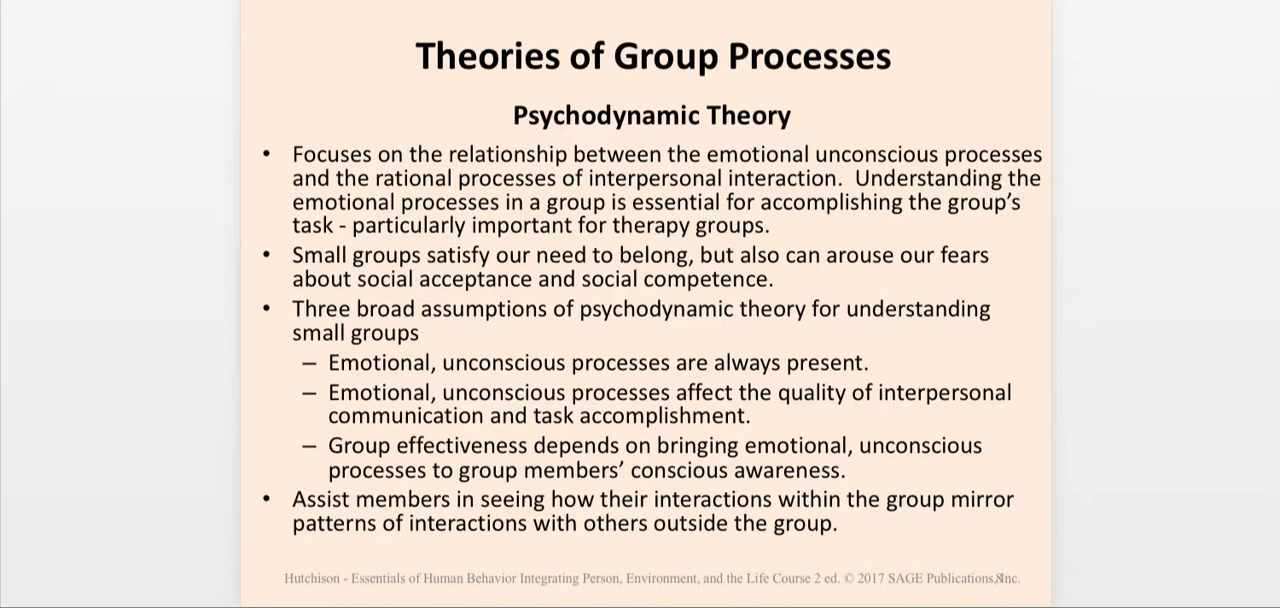 Theories of Group Processes
Psychodynamic Theory
• Focuses on the relationship between the emotional unconscious processes
and the rational processes of interpersonal interaction.  Understanding the
emotional processes in a group is essential for accomplishing the group’s
task - particularly important for therapy groups.
• Small groups satisfy our need to belong, but also can arouse our fears
about social acceptance and social competence.
• Three broad assumptions of psychodynamic theory for understanding
small groups
– Emotional, unconscious processes are always present.
– Emotional, unconscious processes affect the quality of interpersonal
communication and task accomplishment.
– Group effectiveness depends on bringing emotional, unconscious
processes to group members’ conscious awareness.
• Assist members in seeing how their interactions within the group mirror
patterns of interactions with others outside the group.
Hutchison - Essentials of Human Behavior Integrating Person, Environment, and the Life Course 2 ed. © 2017 SAGE Publications, Inc.